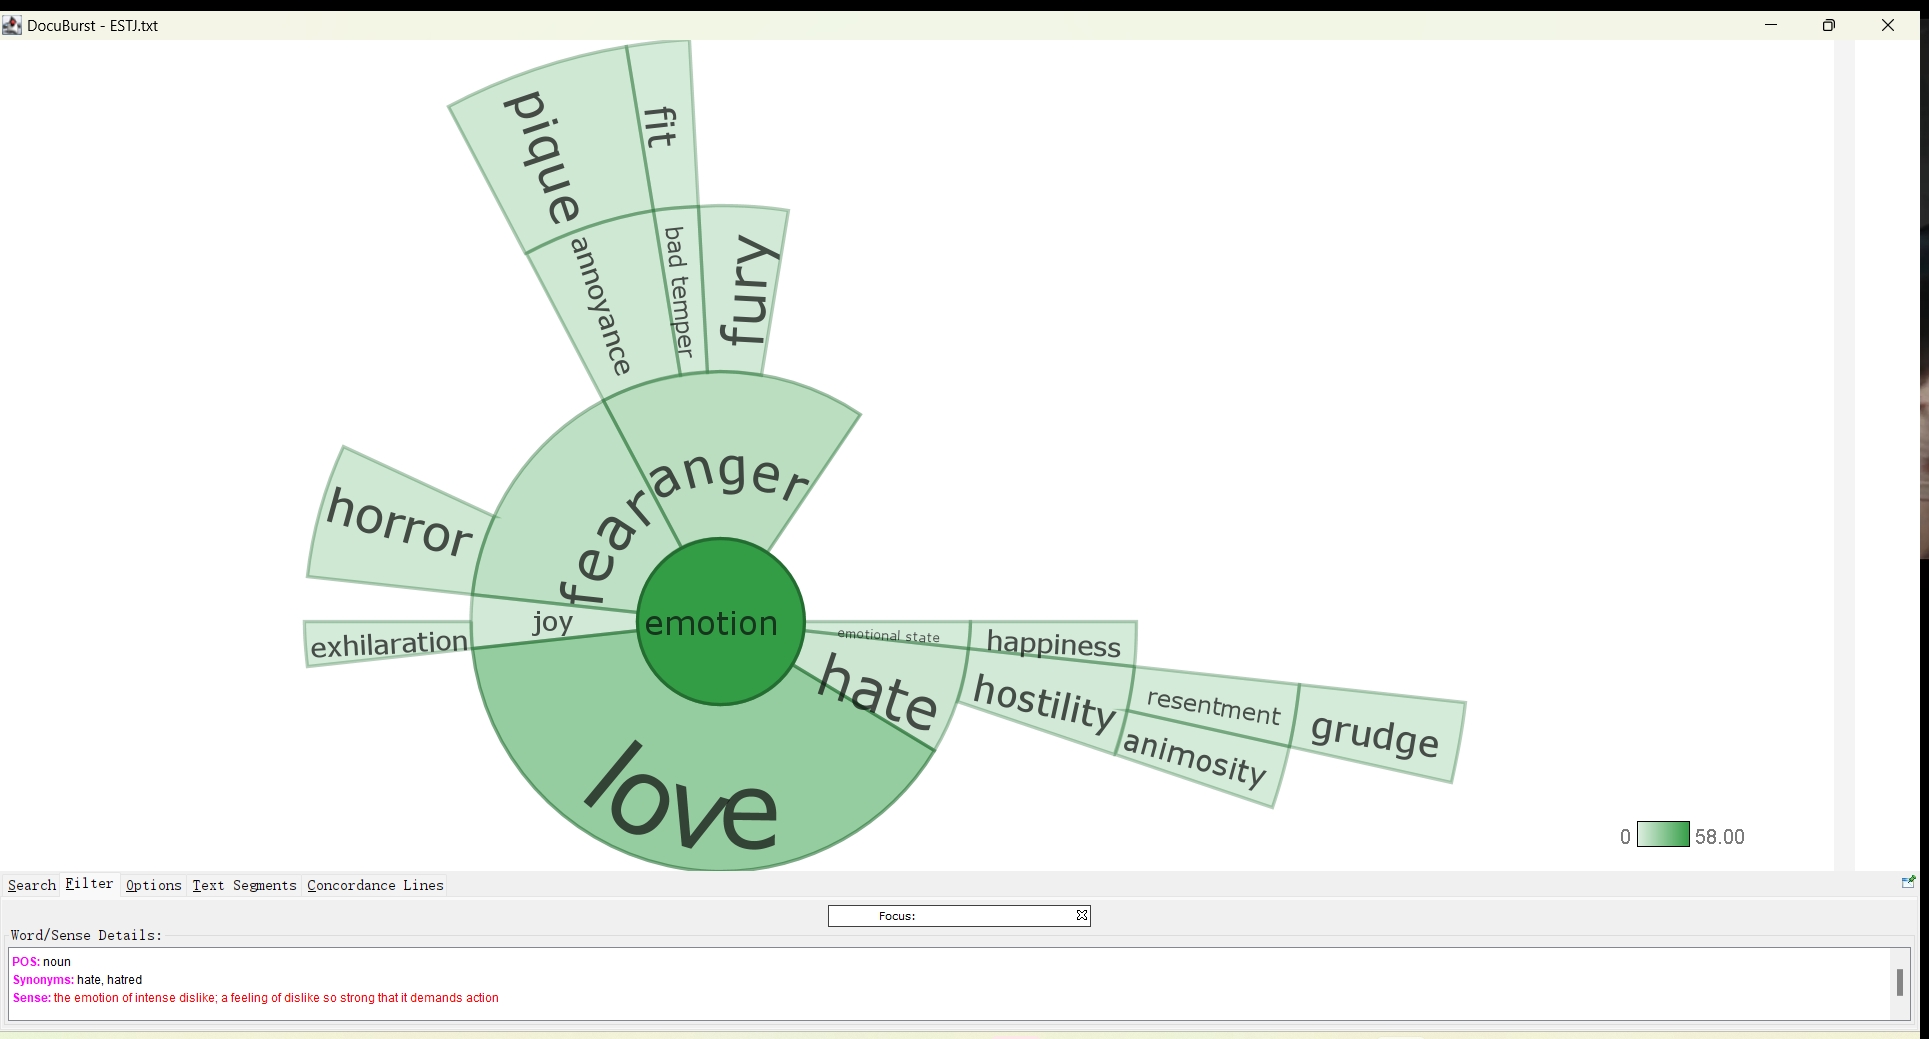 DocuBurst - ESTJ.txt
pique
fit
annoyance
bad temper
fury
anger
fear
horror
joy
exhilaration
emotion
emotional state
happiness
hate
hostility
resentment
grudge
animosity
love
0 58.00
Search Filter Options Text Segments Concordance Lines
Focus:
Word/Sense Details:
POS: noun
Synonyms: hate, hatred
Sense: the emotion of intense dislike; a feeling of dislike so strong that it demands action